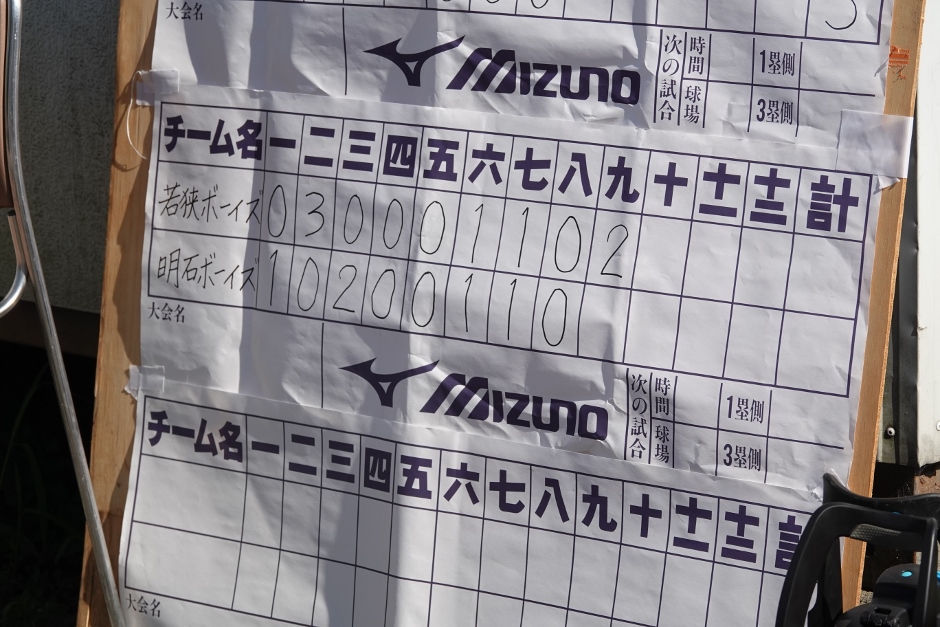 大会名
MIZUNO
次の試合 時間 球場 1塁側 3塁側
チーム名 一 二 三 四 五 六 七 八 九 十 十一 十二 計
若狭ボーイズ 0 3 0 0 0 1 1 0 2
明石ボーイズ 1 0 2 0 0 1 1 0
大会名
MIZUNO
次の試合 時間 球場 1塁側 3塁側
チーム名 一 二 三 四 五 六 七 八 九 十 十一 十二 計
大会名